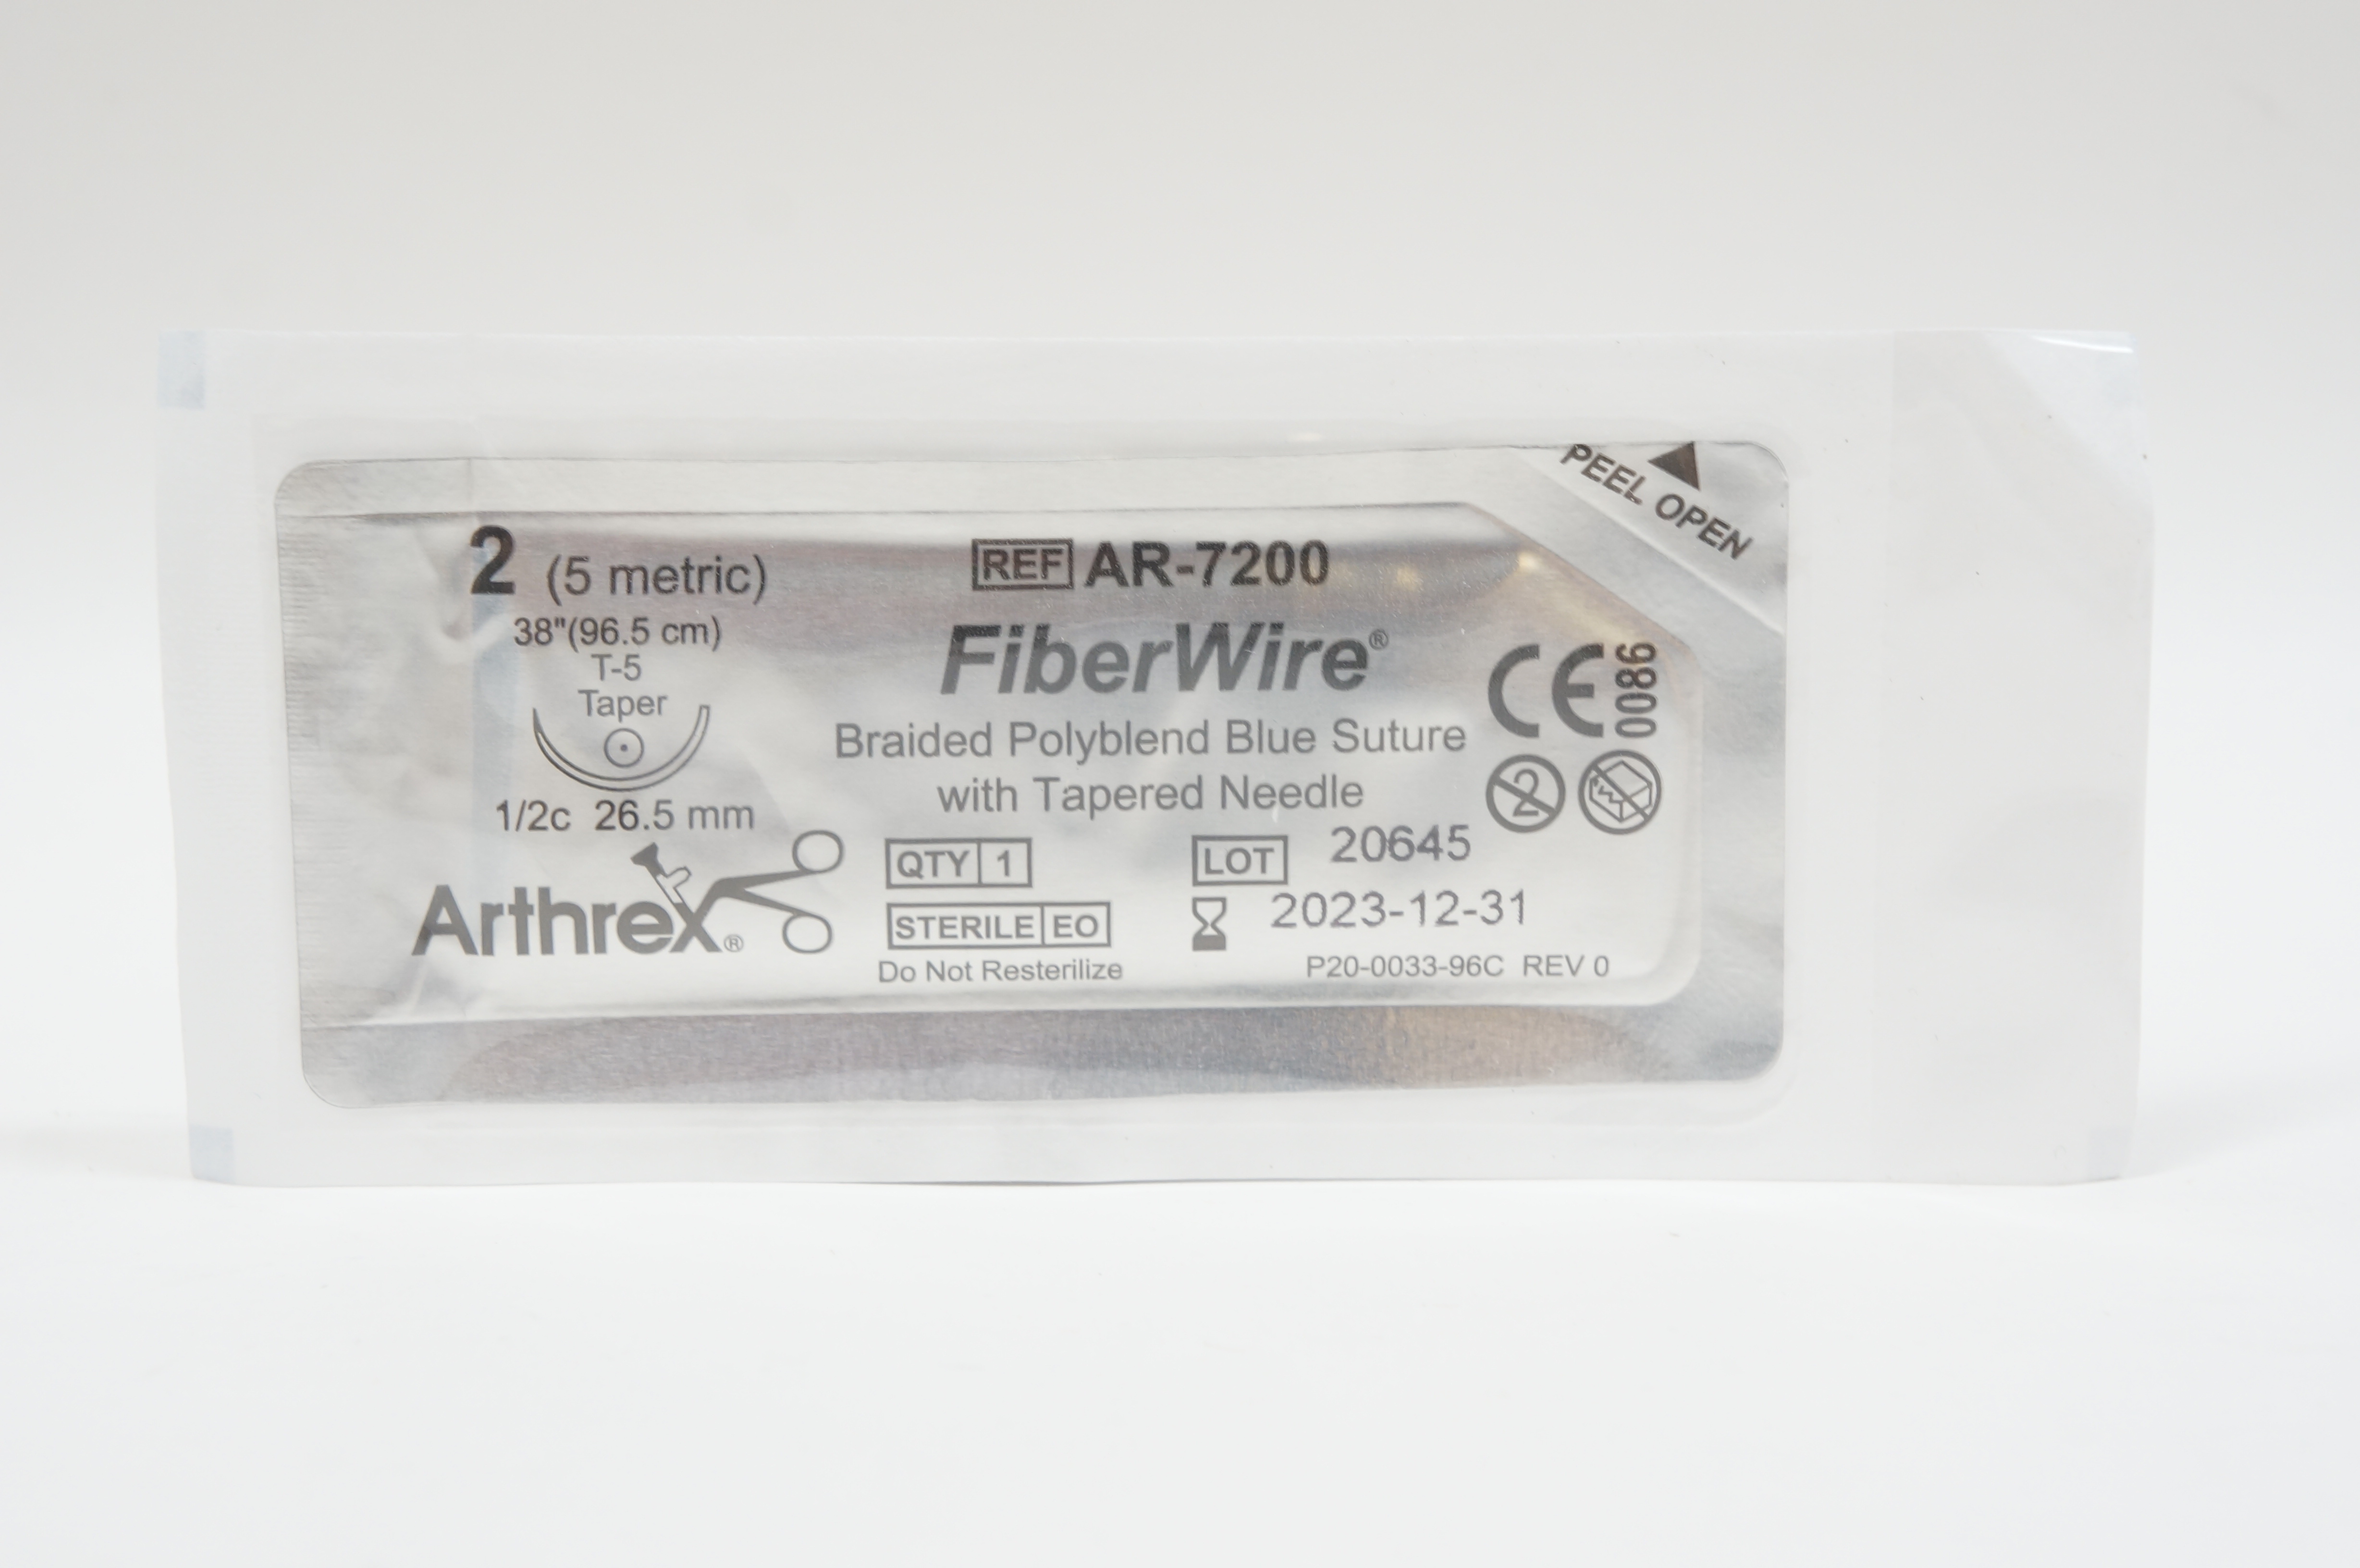 PEEL OPEN
2 (5 metric)
38"(96.5 cm)
T-5
Taper
1/2c 26.5 mm
Arthrex®
REF AR-7200
FiberWire®
Braided Polyblend Blue Suture
with Tapered Needle
QTY 1
STERILE EO
Do Not Resterilize
LOT 20645
2023-12-31
P20-0033-96C REV 0
CE 0086
2